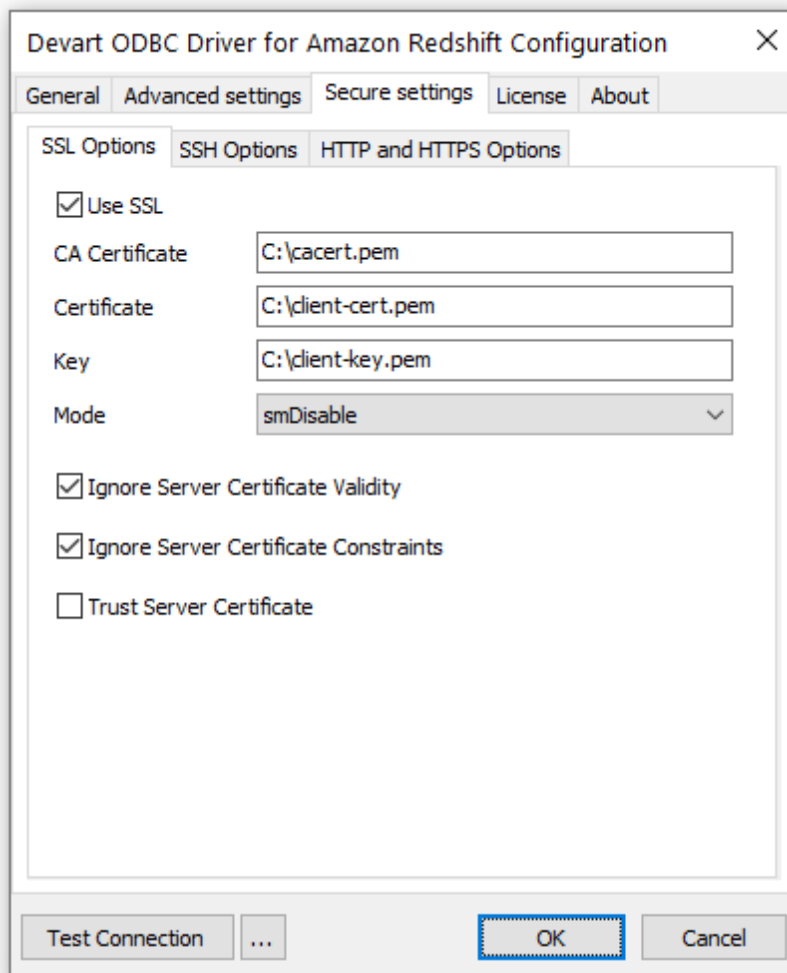 Devart ODBC Driver for Amazon Redshift Configuration
General Advanced settings Secure settings License About
SSL Options SSH Options HTTP and HTTPS Options
Use SSL
CA Certificate C:\cacert.pem
Certificate C:\client-cert.pem
Key C:\client-key.pem
Mode smDisable
Ignore Server Certificate Validity
Ignore Server Certificate Constraints
Trust Server Certificate
Test Connection ... OK Cancel